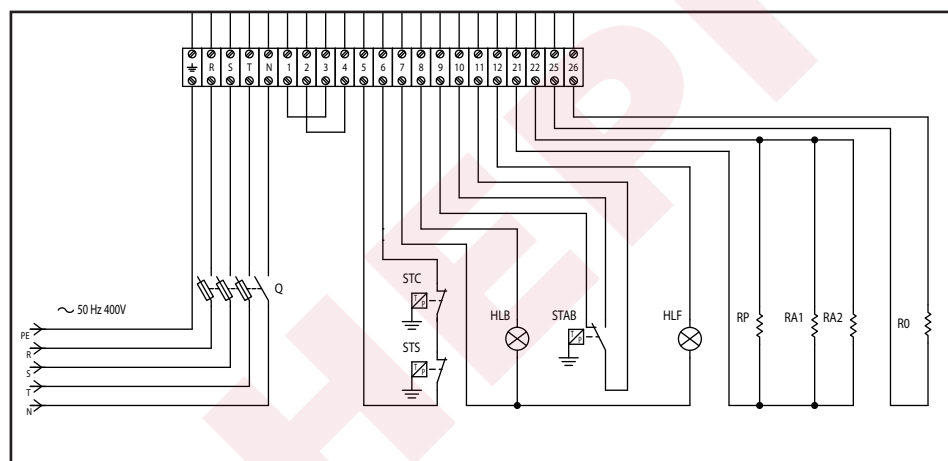 R S T N 1 2 3 4 5 6 7 8 9 10 11 12 21 22 25 26
Q
STC
T P
~ 50 Hz 400V
HLB
STAB
HLF
RP
RA1
RA2
R0
T P
STS
T P
PE
R
S
T
N
HEPI